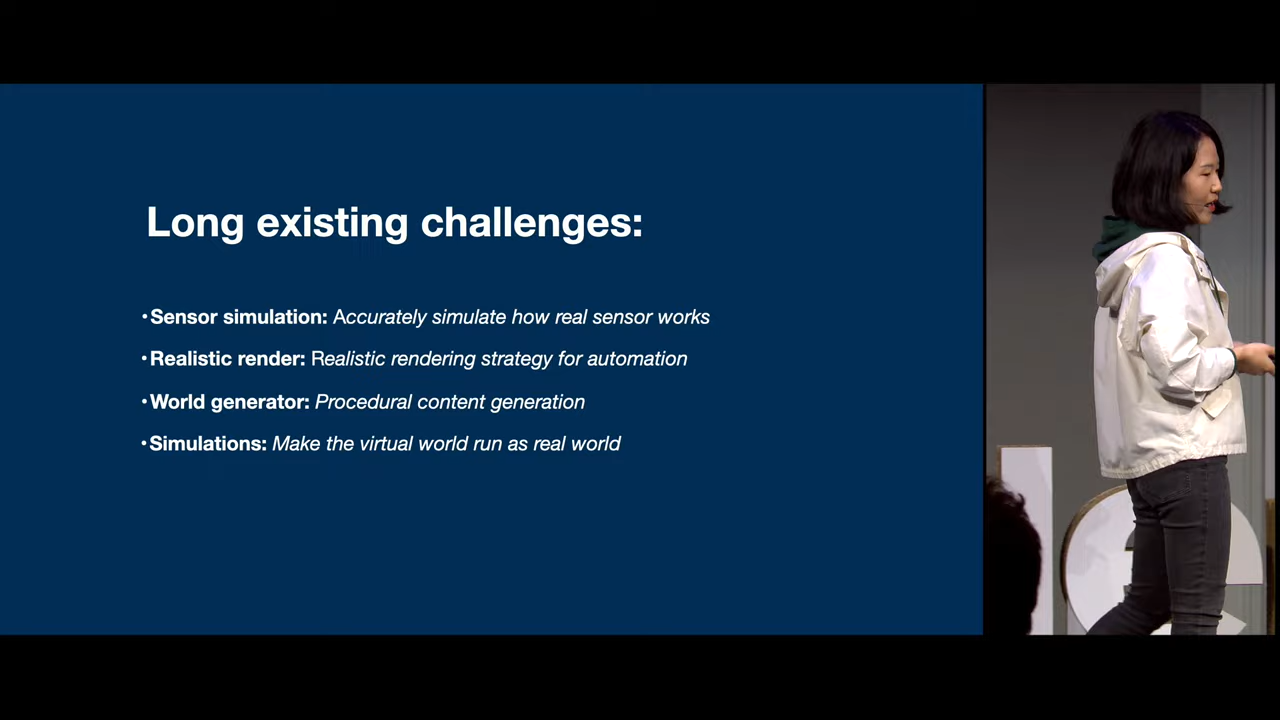 Long existing challenges:
•Sensor simulation: Accurately simulate how real sensor works
•Realistic render: Realistic rendering strategy for automation
•World generator: Procedural content generation
•Simulations: Make the virtual world run as real world